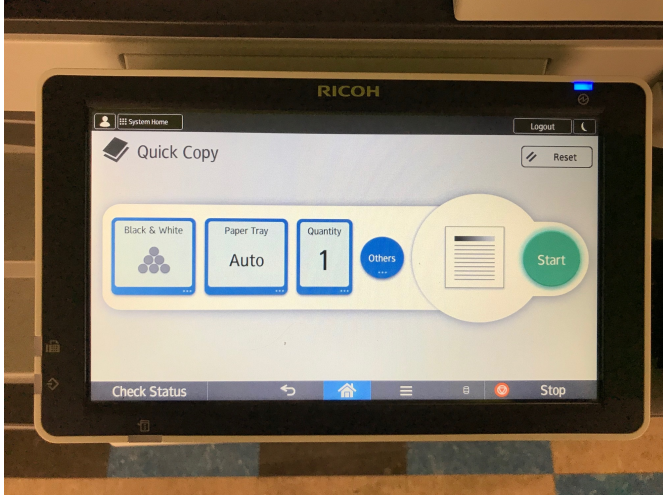 RICOH
System Home
Logout
Quick Copy
Reset
Black & White
Paper Tray
Auto
Quantity
1
Others
Start
Check Status
Stop